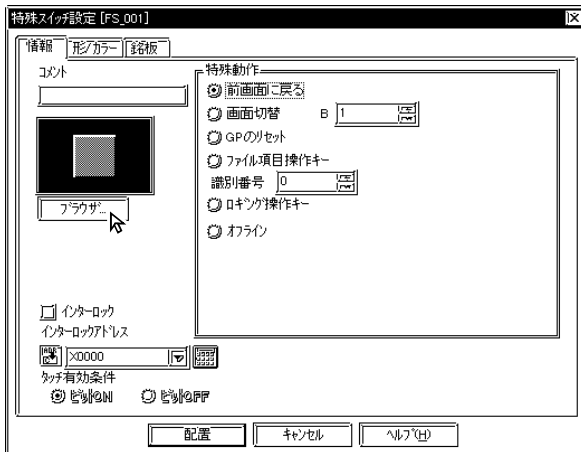 特殊スイッチ設定 [FS_001]
情報 形/カラー 銘板
コメント
ブラウザ...
インターロック
インターロックアドレス
X0000
タッチ有効条件
ビットON ビットOFF
特殊動作
前画面に戻る
画面切替 B 1
GPのリセット
ファイル項目操作キー
識別番号 0
ロギング操作キー
オフライン
配置 キャンセル ヘルプ(H)